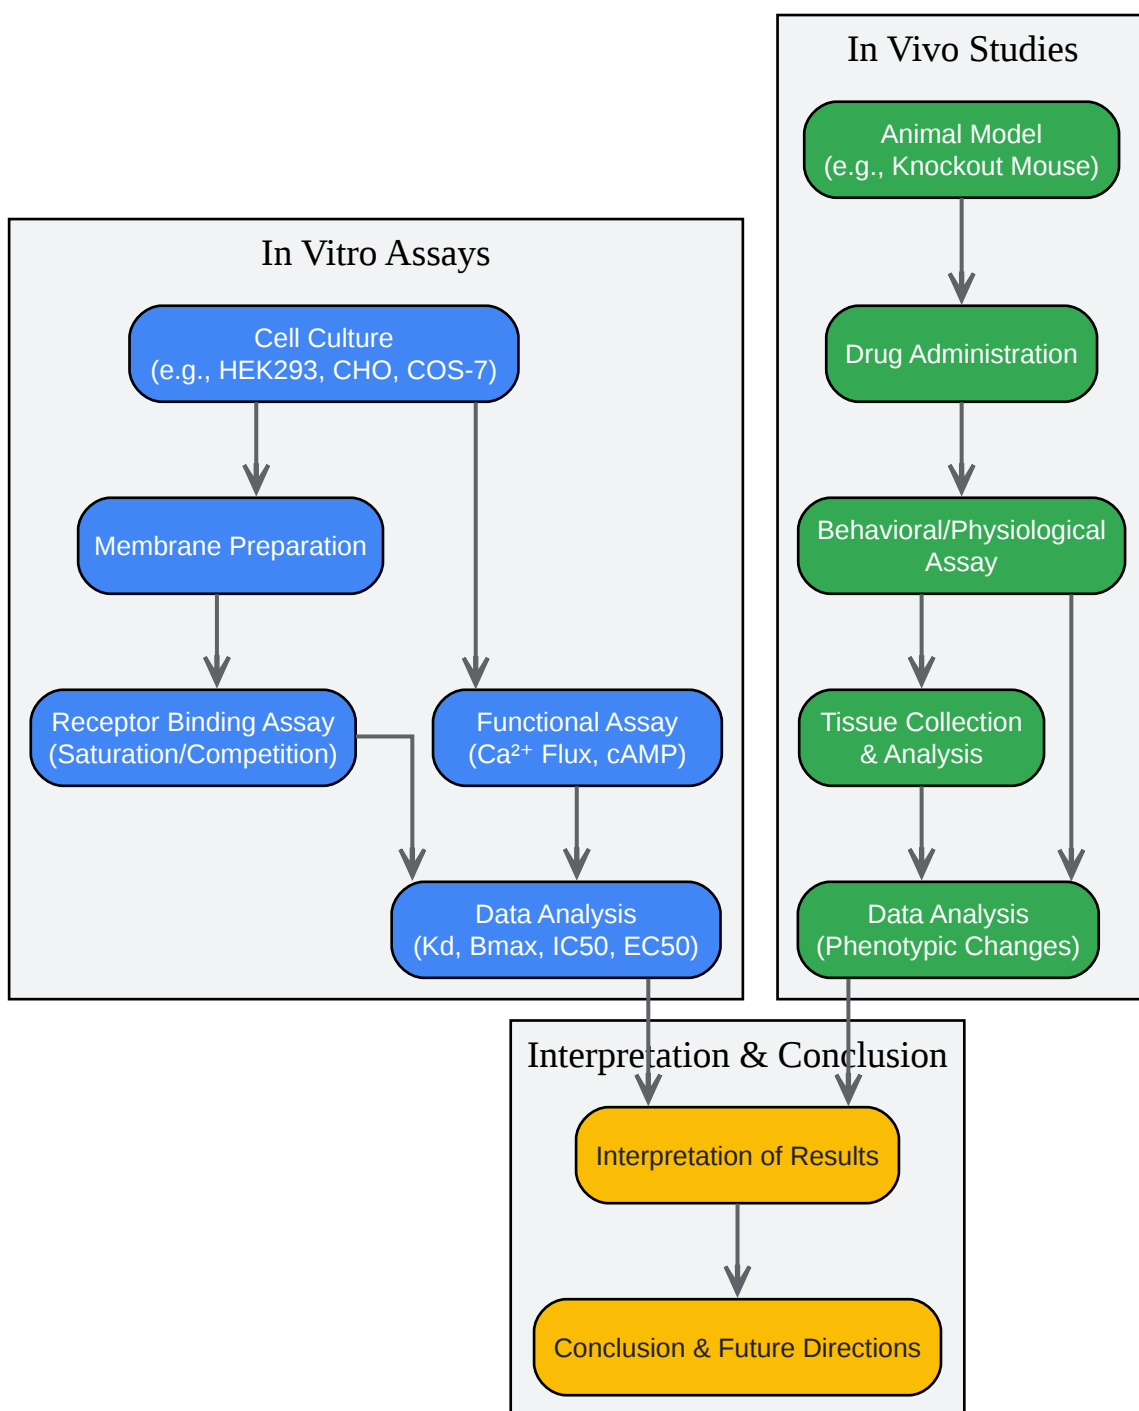 In Vivo Studies
Animal Model
(e.g., Knockout Mouse)
Drug Administration
Behavioral/Physiological
Assay
Tissue Collection
& Analysis
Data Analysis
(Phenotypic Changes)
In Vitro Assays
Cell Culture
(e.g., HEK293, CHO, COS-7)
Membrane Preparation
Receptor Binding Assay
(Saturation/Competition)
Functional Assay
(Ca²⁺ Flux, cAMP)
Data Analysis
(Kd, Bmax, IC50, EC50)
Interpretation & Conclusion
Interpretation of Results
Conclusion & Future Directions